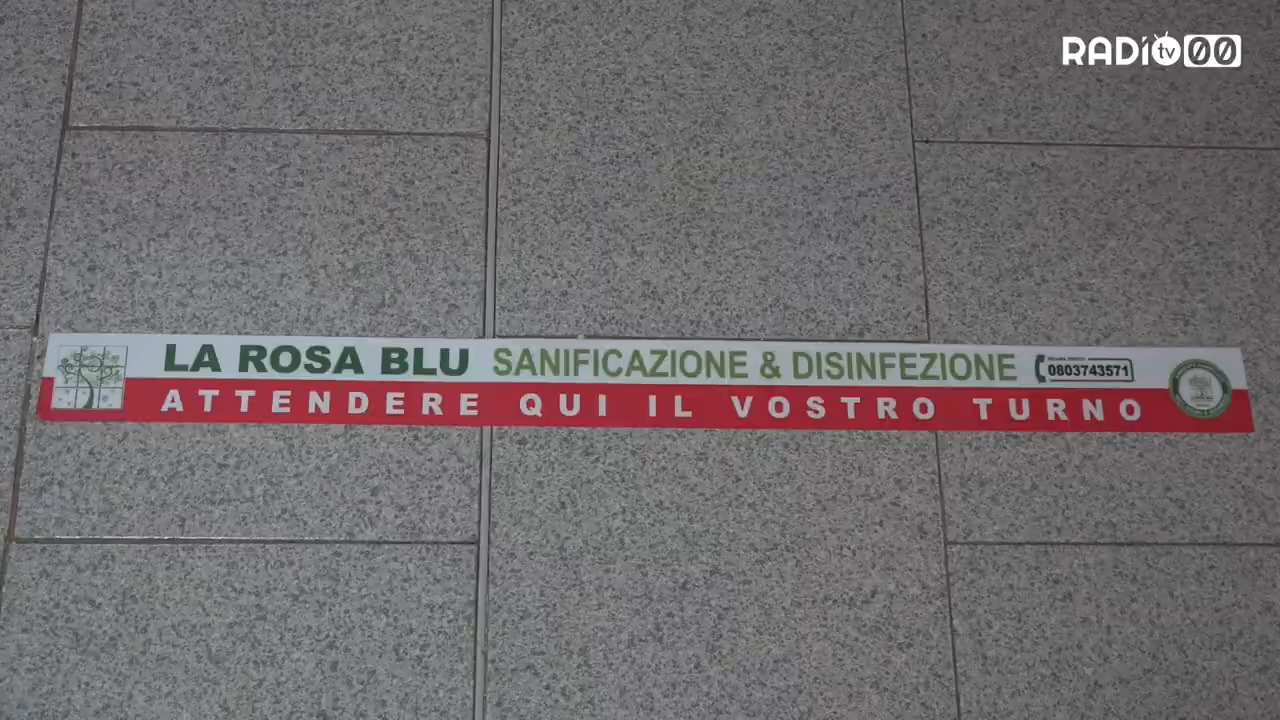 RADIO tv 00
LA ROSA BLU SANIFICAZIONE & DISINFEZIONE 0803743571
ATTENDERE QUI IL VOSTRO TURNO